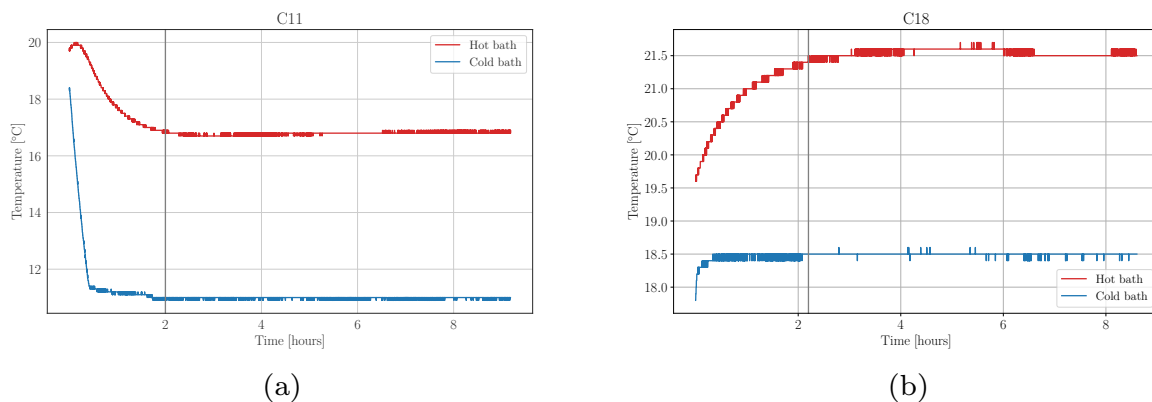 C11
Temperature [°C]
20
18
16
14
12
Hot bath
Cold bath
2
4
6
8
Time [hours]
(a)
C18
Temperature [°C]
21.5
21.0
20.5
20.0
19.5
19.0
18.5
18.0
Hot bath
Cold bath
2
4
6
8
Time [hours]
(b)